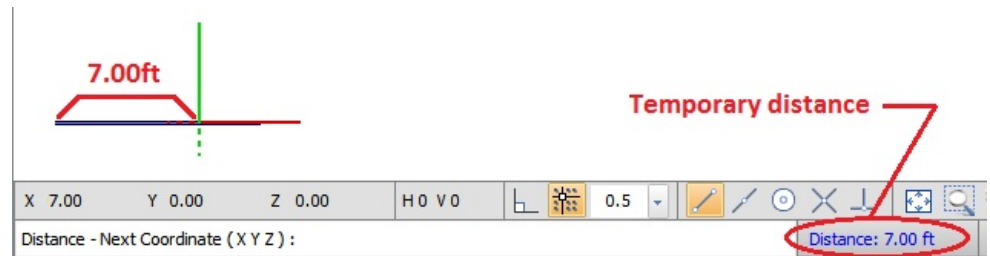 7.00ft
Temporary distance
X 7.00 Y 0.00 Z 0.00 H 0 V 0 0.5
Distance - Next Coordinate ( X Y Z ) : Distance: 7.00 ft